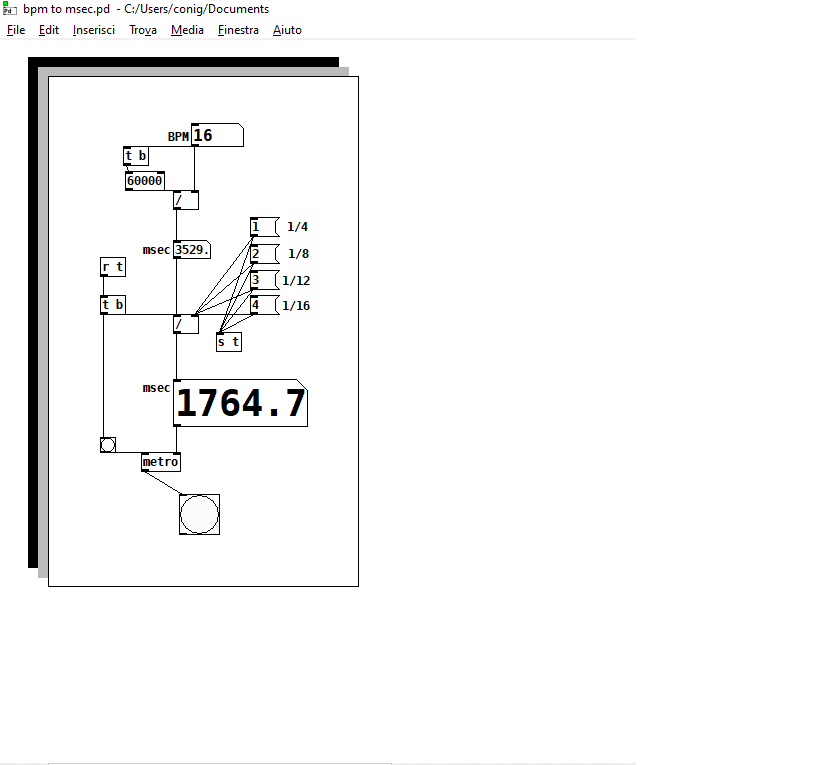 Pd bpm to msec.pd - C:/Users/conig/Documents
File Edit Inserisci Trova Media Finestra Aiuto
BPM 16
t b
60000
/
1 1/4
msec 3529.
2 1/8
r t
3 1/12
t b
4 1/16
/
s t
msec 1764.7
metro